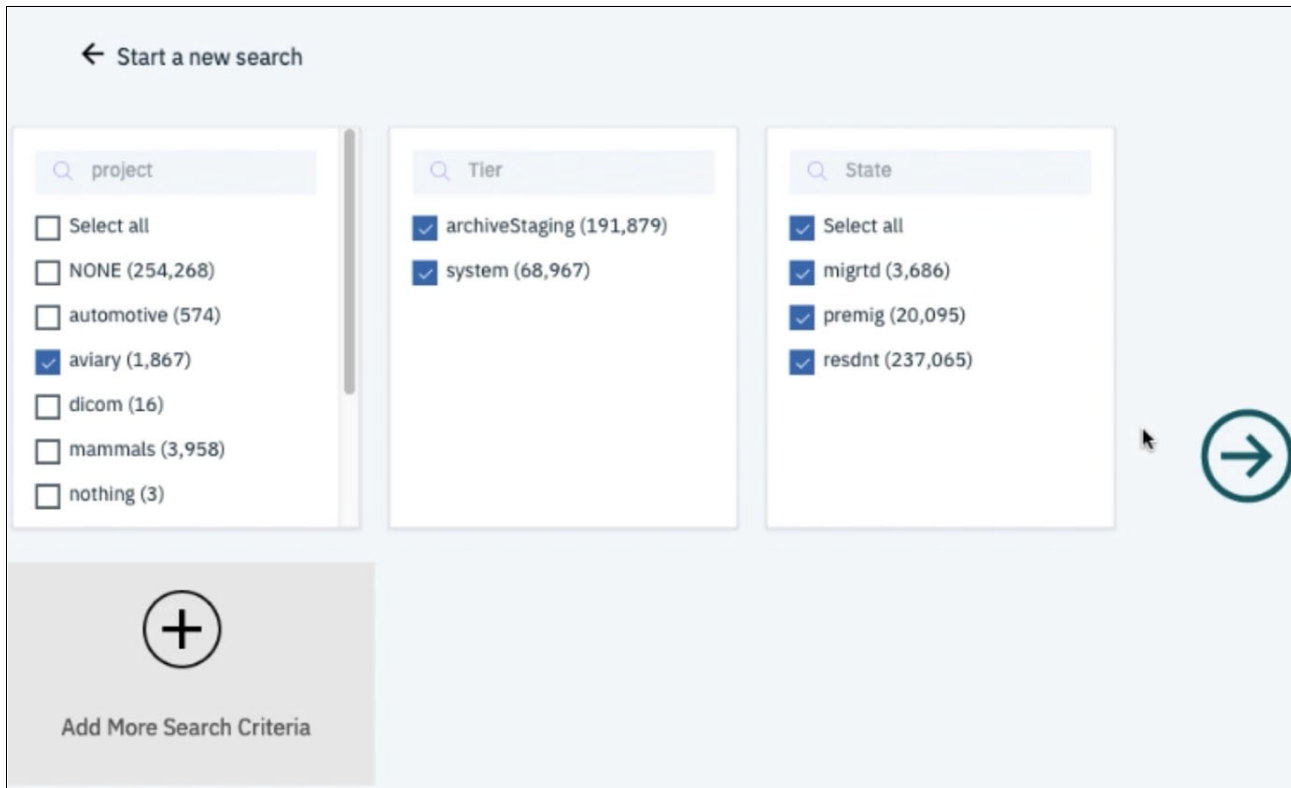 Start a new search
project
Select all
NONE (254,268)
automotive (574)
aviary (1,867)
dicom (16)
mammals (3,958)
nothing (3)
Tier
archiveStaging (191,879)
system (68,967)
State
Select all
migrtd (3,686)
premig (20,095)
resdnt (237,065)
Add More Search Criteria